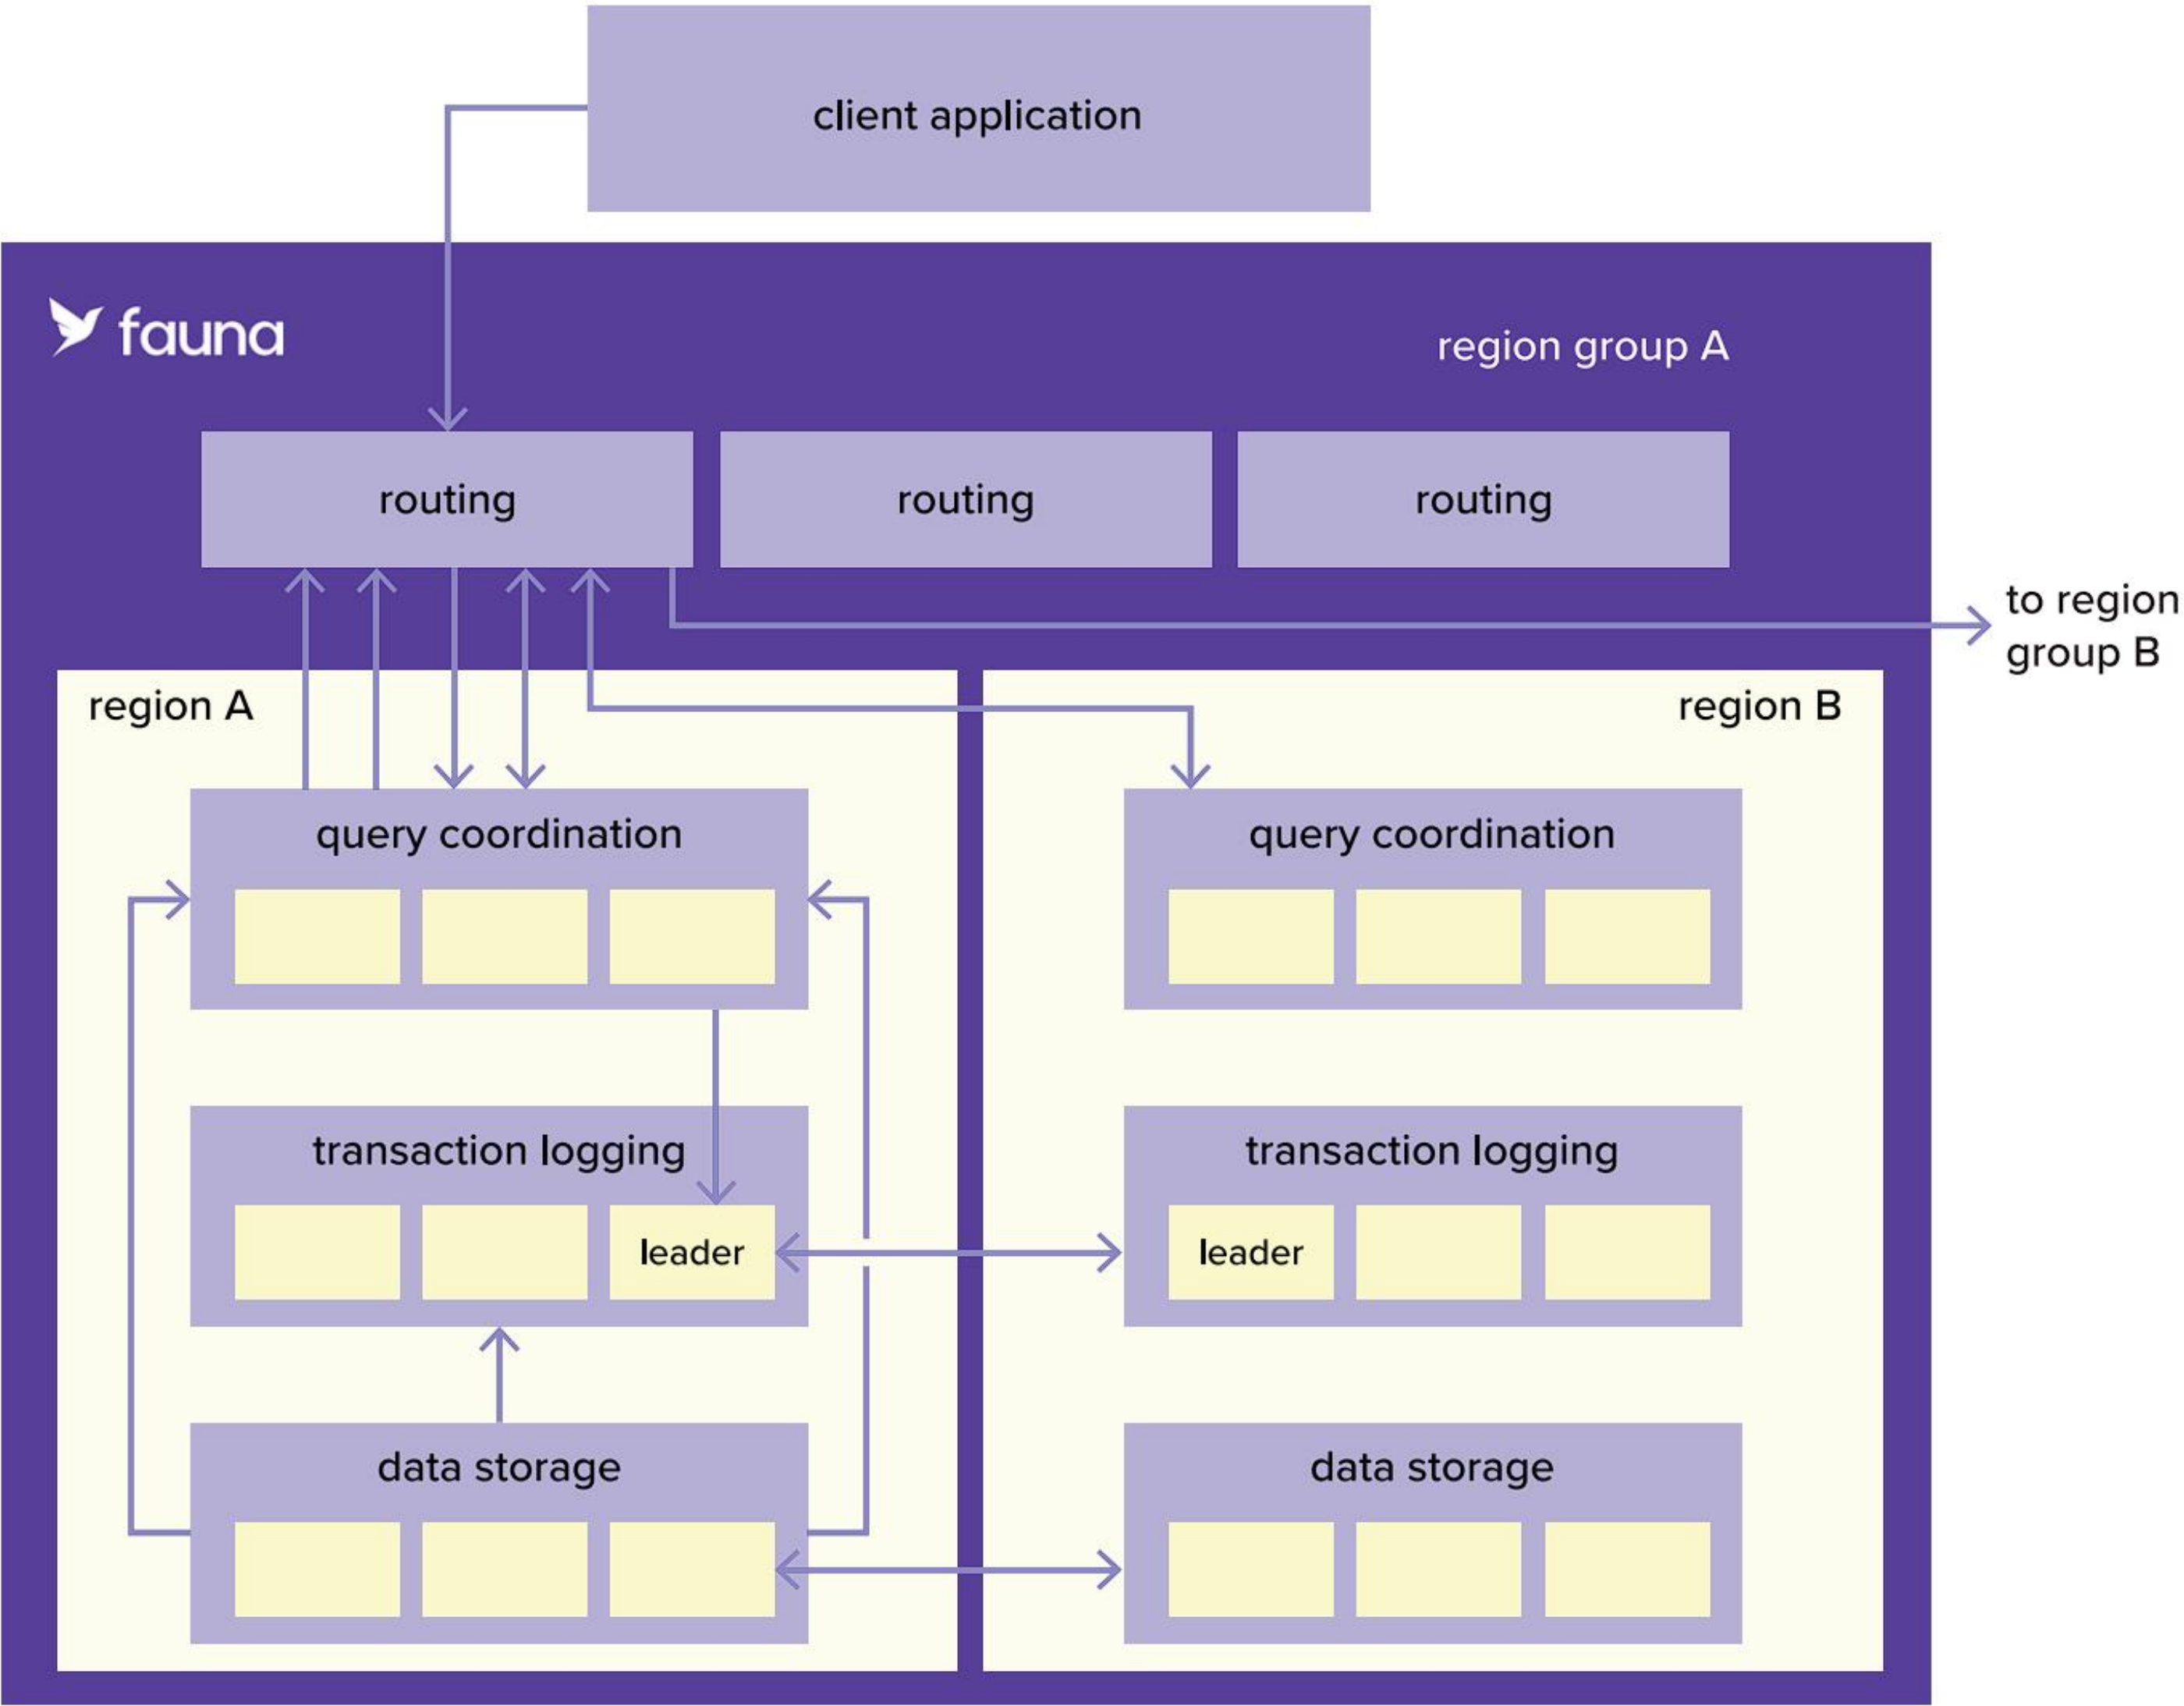 client application
fauna
region group A
routing
routing
routing
to region
group B
region A
region B
query coordination
query coordination
transaction logging
transaction logging
leader
leader
data storage
data storage